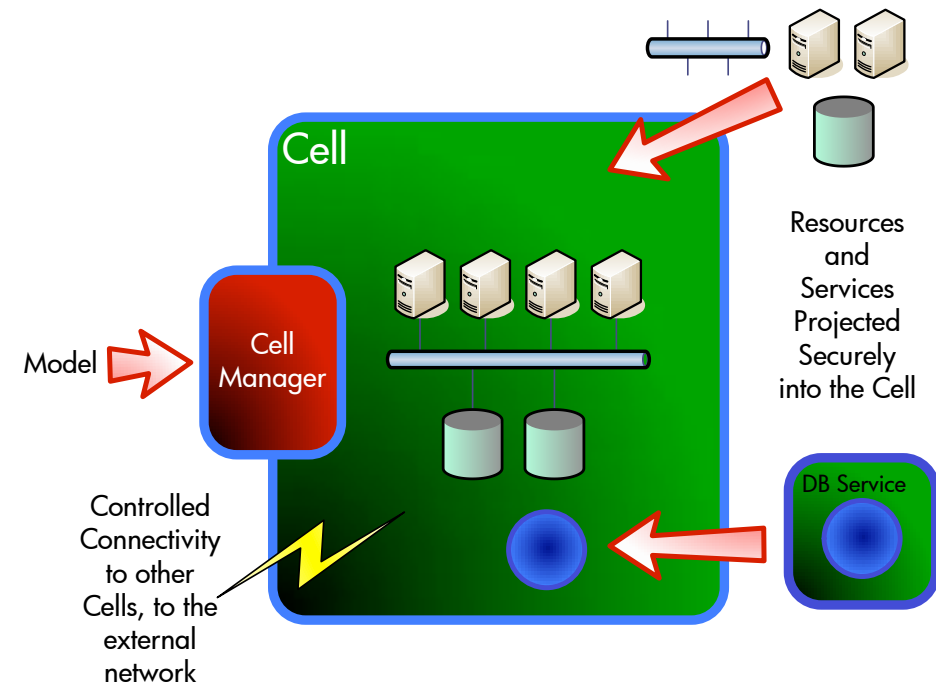 Cell
Resources
and
Services
Projected
Securely
into the Cell
Cell
Manager
Model
DB Service
Controlled
Connectivity
to other
Cells, to the
external
network